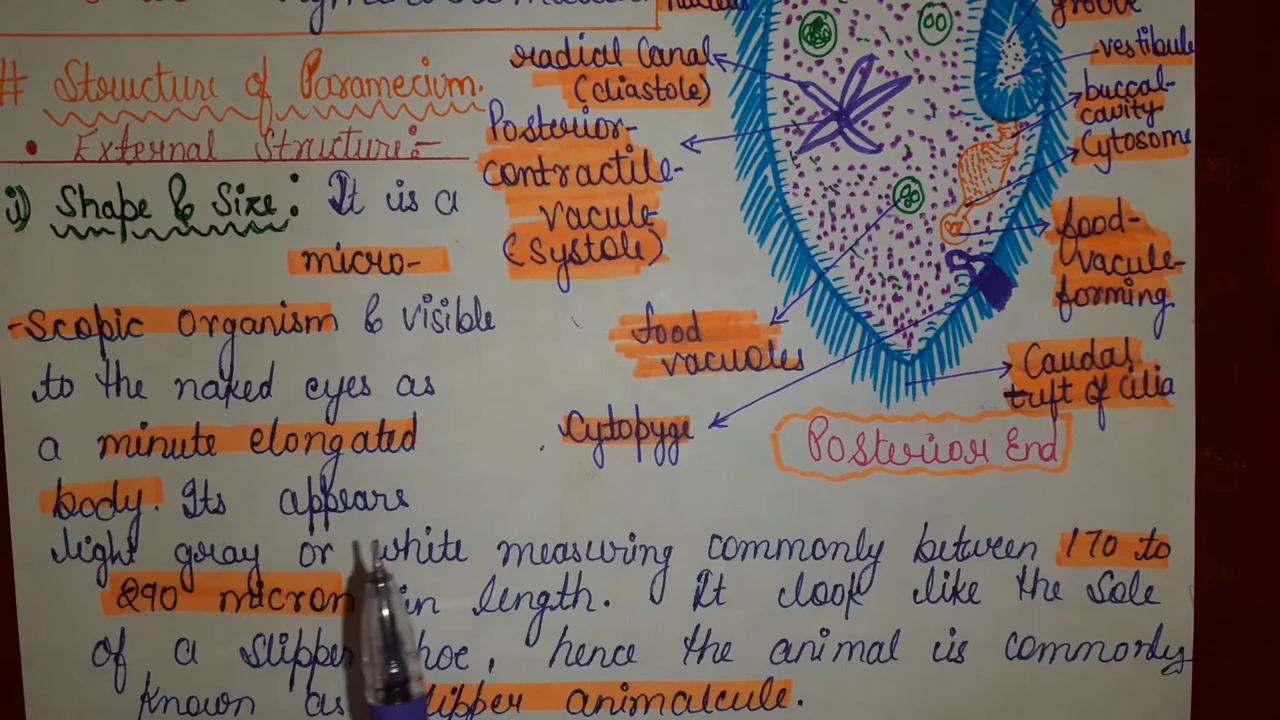 # Structure of Paramecium.
• External Structure:-
i) Shape & Size: It is a
micro-
-scopic organism & visible
to the naked eyes as
a minute elongated
body. Its appears
light gray or white measuring commonly between 170 to
290 micron in length. It look like the sole
of a slipper hoe, hence the animal is commonly
known as lipper animalcule.
radial Canal
(diastole)
Posterior-
contractile-
vacule
(systole)
food
vacuoles
Cytopyge
groove
vestibule
buccal-
cavity
Cytosome
food-
vacule-
forming
Caudal
tuft of cilia
Posterior End